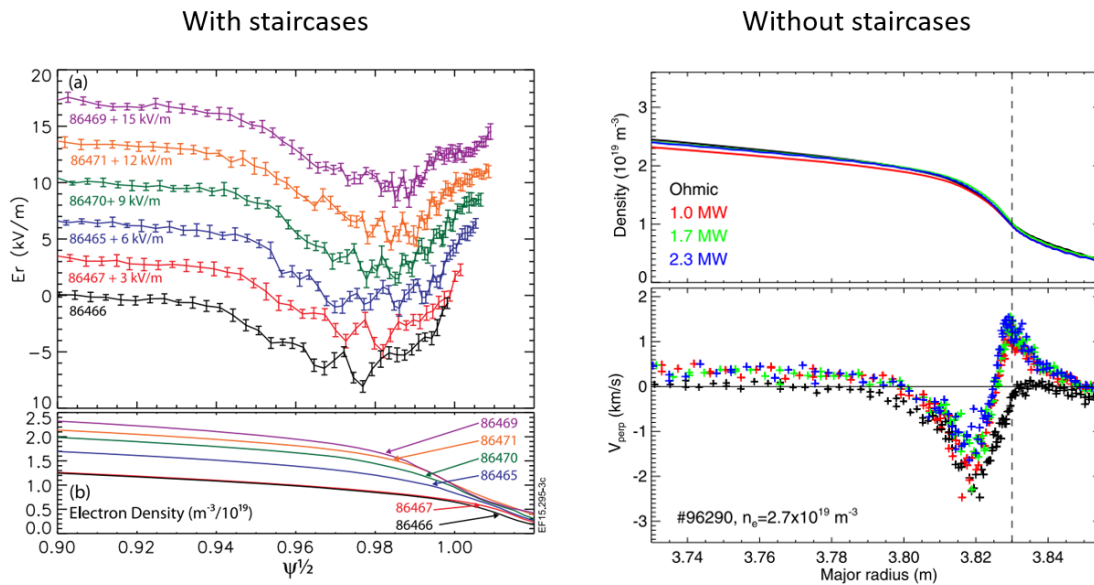 With staircases
Without staircases
(a)
20
15
10
5
0
−5
10
Er (kV/m)
86469 + 15 kV/m
86471 + 12 kV/m
86470+ 9 kV/m
86465 + 6 kV/m
86467 + 3 kV/m
86466
2.5
2.0
1.5
1.0
0.5
0.0
(b)
Electron Density (m⁻³/10¹⁹)
86469
86471
86470
86465
86467
86466
EF15.295-3c
0.90 0.92 0.94 0.96 0.98 1.00
ψ½
3
2
1
0
Density (10¹⁹ m⁻³)
Ohmic
1.0 MW
1.7 MW
2.3 MW
2
1
0
-1
-2
-3
V_perp (km/s)
#96290, nₑ=2.7x10¹⁹ m⁻³
3.74 3.76 3.78 3.80 3.82 3.84
Major radius (m)